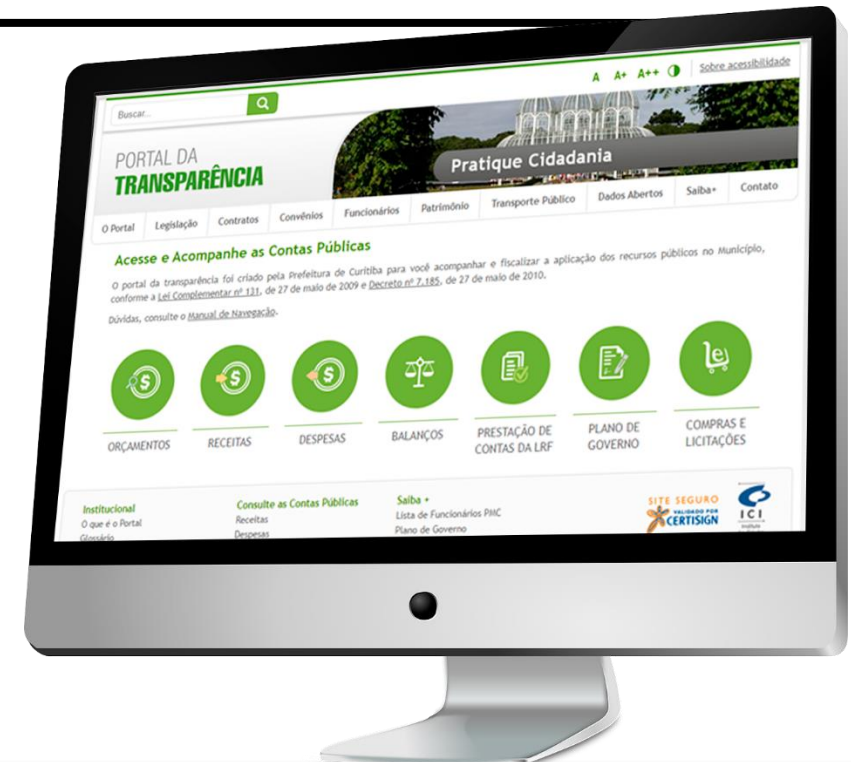 Buscar...
A A+ A++ Sobre acessibilidade
PORTAL DA
TRANSPARÊNCIA
Pratique Cidadania
O Portal Legislação Contratos Convênios Funcionários Patrimônio Transporte Público Dados Abertos Saiba+ Contato
Acesse e Acompanhe as Contas Públicas
O portal da transparência foi criado pela Prefeitura de Curitiba para você acompanhar e fiscalizar a aplicação dos recursos públicos no Município,
conforme a Lei Complementar nº 131, de 27 de maio de 2009 e Decreto nº 7.185, de 27 de maio de 2010.
Dúvidas, consulte o Manual de Navegação.
ORÇAMENTOS
RECEITAS
DESPESAS
BALANÇOS
PRESTAÇÃO DE
CONTAS DA LRF
PLANO DE
GOVERNO
COMPRAS E
LICITAÇÕES
Institucional
O que é o Portal
Glossário
Consulte as Contas Públicas
Receitas
Despesas
Saiba +
Lista de Funcionários PMC
Plano de Governo
SITE SEGURO
VALIDADO POR
CERTISIGN
ICI
Instituto